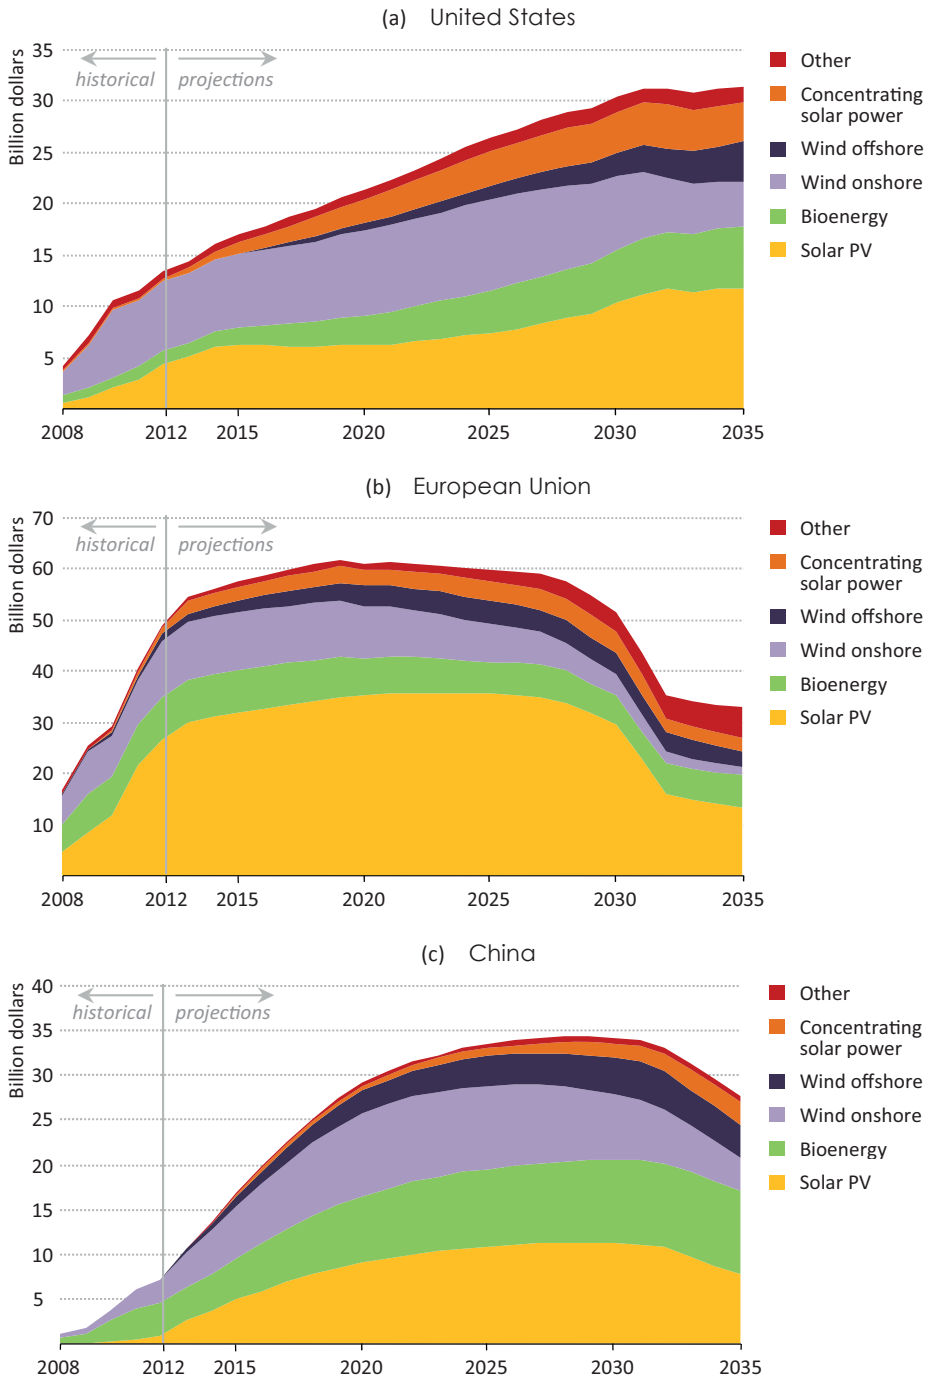 (a) United States
Billion dollars
35
30
25
20
15
10
5
historical
projections
2008
2012
2015
2020
2025
2030
2035
Other
Concentrating
solar power
Wind offshore
Wind onshore
Bioenergy
Solar PV
(b) European Union
Billion dollars
70
60
50
40
30
20
10
historical
projections
2008
2012
2015
2020
2025
2030
2035
Other
Concentrating
solar power
Wind offshore
Wind onshore
Bioenergy
Solar PV
(c) China
Billion dollars
40
35
30
25
20
15
10
5
historical
projections
2008
2012
2015
2020
2025
2030
2035
Other
Concentrating
solar power
Wind offshore
Wind onshore
Bioenergy
Solar PV